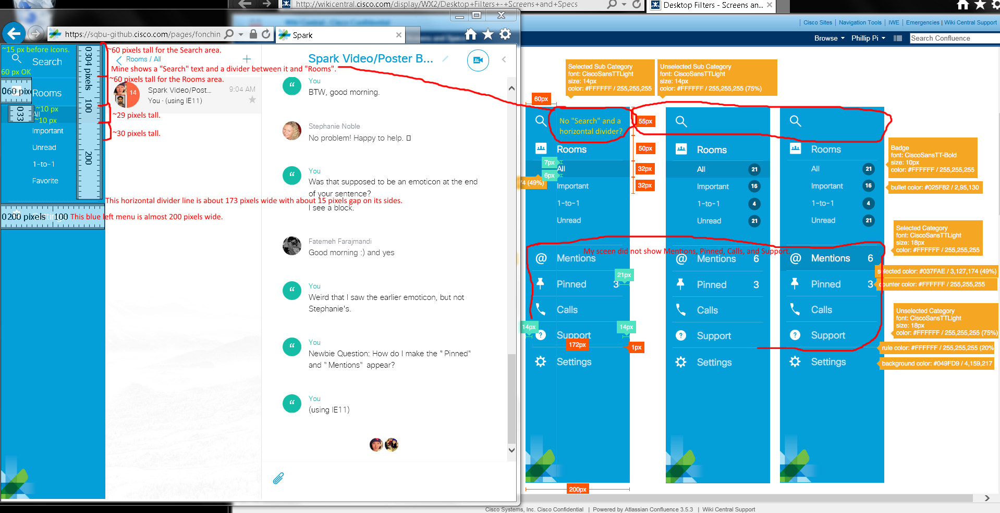 http://wikicentral.cisco.com/display/WX2/Desktop+Filters+-+Screens+and+Specs
Desktop Filters - Screens an...
Wiki Central - Cisco Confidential
Cisco Sites | Navigation Tools | IWE | Emergencies | Wiki Central Support
https://sqbu-github.cisco.com/pages/fonchin
Spark
Browse
Phillip Pi
Search Confluence
~15 px before icons.
Search
60 px OK
060 pixe
Rooms
033
~10 px
All
~10 px
Important
Unread
1-to-1
Favorite
0304 pixels
100
200
0200 pixels
100
~60 pixels tall for the Search area.
Rooms / All
Mine shows a "Search" text and a divider between it and "Rooms".
~60 pixels tall for the Rooms area.
14
Spark Video/Post...
9:04 AM
You · (using IE11)
~29 pixels tall.
~30 pixels tall.
This horizontal divider line is about 173 pixels wide with about 15 pixels gap on its sides.
This blue left menu is almost 200 pixels wide.
Spark Video/Poster B...
You
BTW, good morning.
Stephanie Noble
No problem! Happy to help.
You
Was that supposed to be an emoticon at the end
of your sentence?
I see a block.
Fatemeh Farajmandi
Good morning :) and yes
You
Weird that I saw the earlier emoticon, but not
Stephanie's.
You
Newbie Question: How do I make the "Pinned"
and "Mentions" appear?
You
(using IE11)
Selected Sub Category
font: CiscoSansTTLight
size: 14px
color: #FFFFFF / 255,255,255
Unselected Sub Category
font: CiscoSansTTLight
size: 14px
color: #FFFFFF / 255,255,255 (75%)
60px
No "Search" and a
horizontal divider?
55px
50px
32px
32px
Rooms
7px
All
6px
74 (49%)
Important
1-to-1
Unread
@ Mentions
21px
Pinned
3
Calls
14px
14px
Support
172px
1px
Settings
200px
Rooms
All 21
Important 16
1-to-1 4
Unread 21
My sceen did not show Mentions, Pinned, Calls, and Support.
@ Mentions 6
Pinned 3
Calls
Support
Settings
Rooms
All 21
Important 16
1-to-1 4
Unread 21
@ Mentions 6
Pinned 3
Calls
Support
Settings
Badge
font: CiscoSansTT-Bold
size: 10px
color: #FFFFFF / 255,255,255
bullet color: #025F82 / 2,95,130
Selected Category
font: CiscoSansTTLight
size: 18px
color: #FFFFFF / 255,255,255
selected color: #037FAE / 3,127,174 (49%)
counter color: #FFFFFF / 255,255,255
Unselected Category
font: CiscoSansTTLight
size: 18px
color: #FFFFFF / 255,255,255 (75%)
rule color: #FFFFFF / 255,255,255 (20%
background color: #049FD9 / 4,159,217
Cisco Systems, Inc. Cisco Confidential | Powered by Atlassian Confluence 3.5.3 | Wiki Central Support